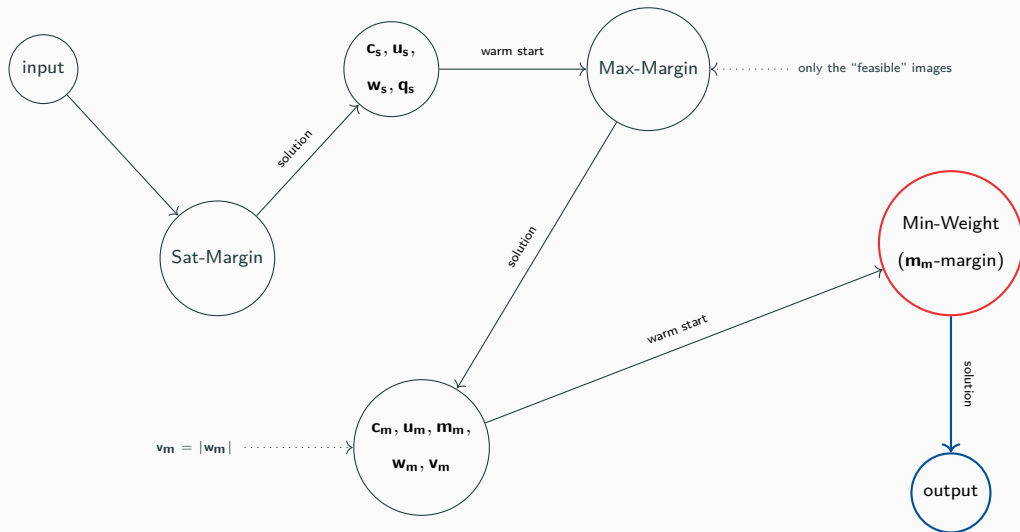 input
c_s, u_s,
w_s, q_s
warm start
Max-Margin
only the “feasible” images
solution
Sat-Margin
solution
Min-Weight
(m_m-margin)
warm start
solution
c_m, u_m, m_m,
w_m, v_m
v_m = |w_m|
output